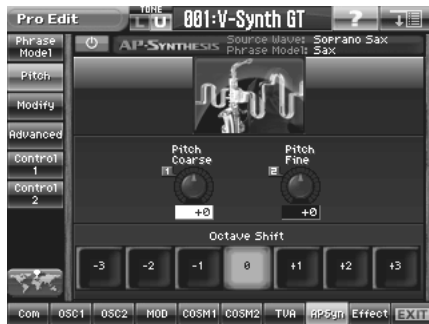 Pro Edit TONE L U 001:V-Synth GT ?
Phrase Model
AP-SYNTHESIS Source Wave: Soprano Sax
Phrase Model: Sax
Pitch
Modify
Advanced
Control 1
Control 2
Pitch Coarse
1
+0
Pitch Fine
2
+0
Octave Shift
-3 -2 -1 0 +1 +2 +3
Com OSC1 OSC2 MOD COSM1 COSM2 TVA APSyn Effect EXIT